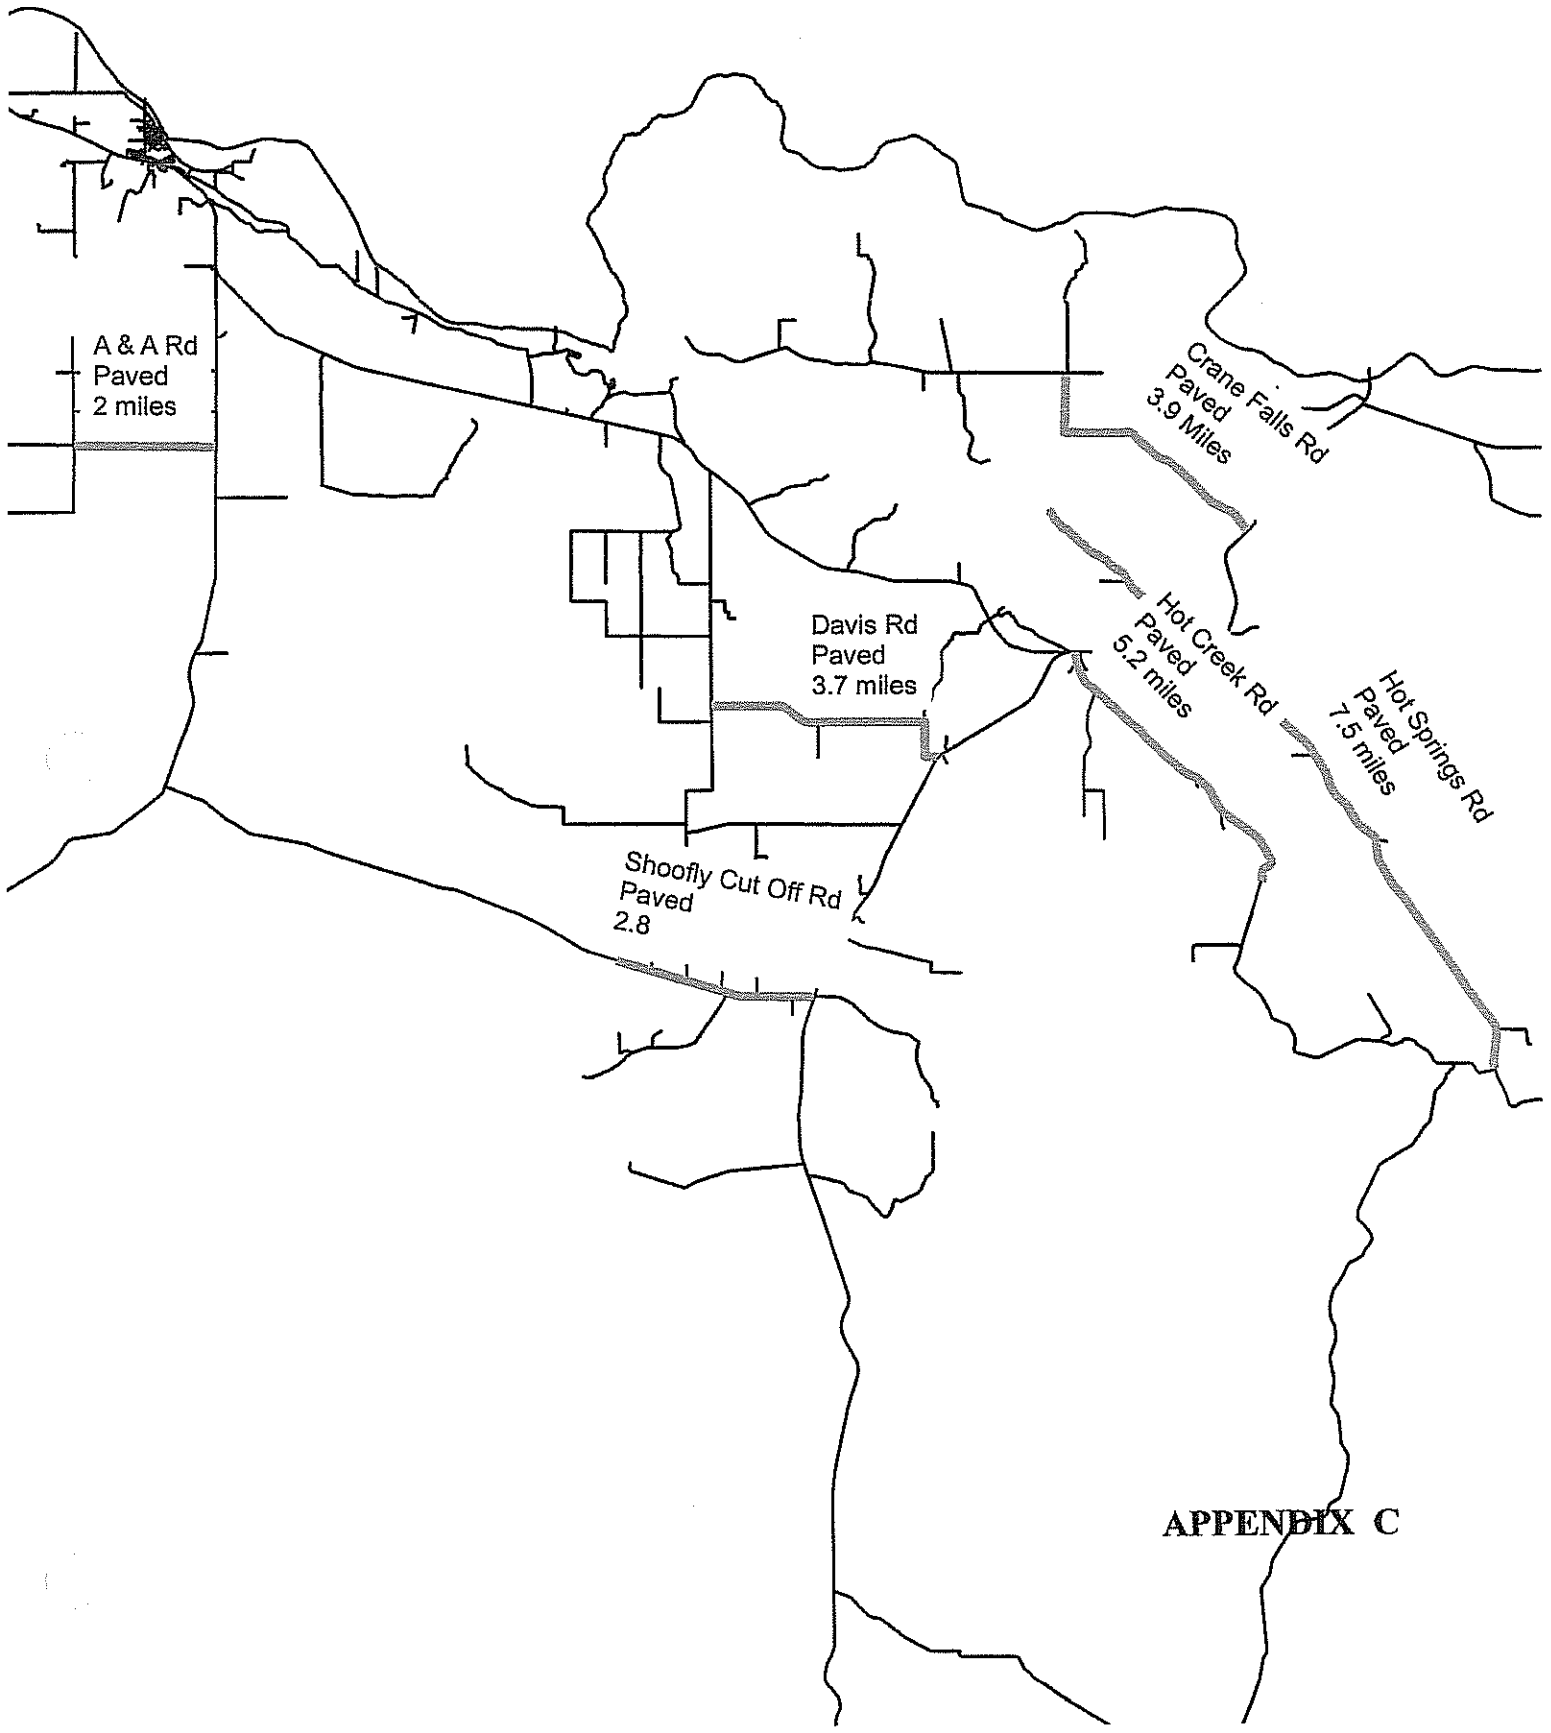 A & A Rd
Paved
2 miles
Crane Falls Rd
Paved
3.9 Miles
Davis Rd
Paved
3.7 miles
Hot Creek Rd
Paved
5.2 miles
Hot Springs Rd
Paved
7.5 miles
Shoofly Cut Off Rd
Paved
2.8
APPENDIX C